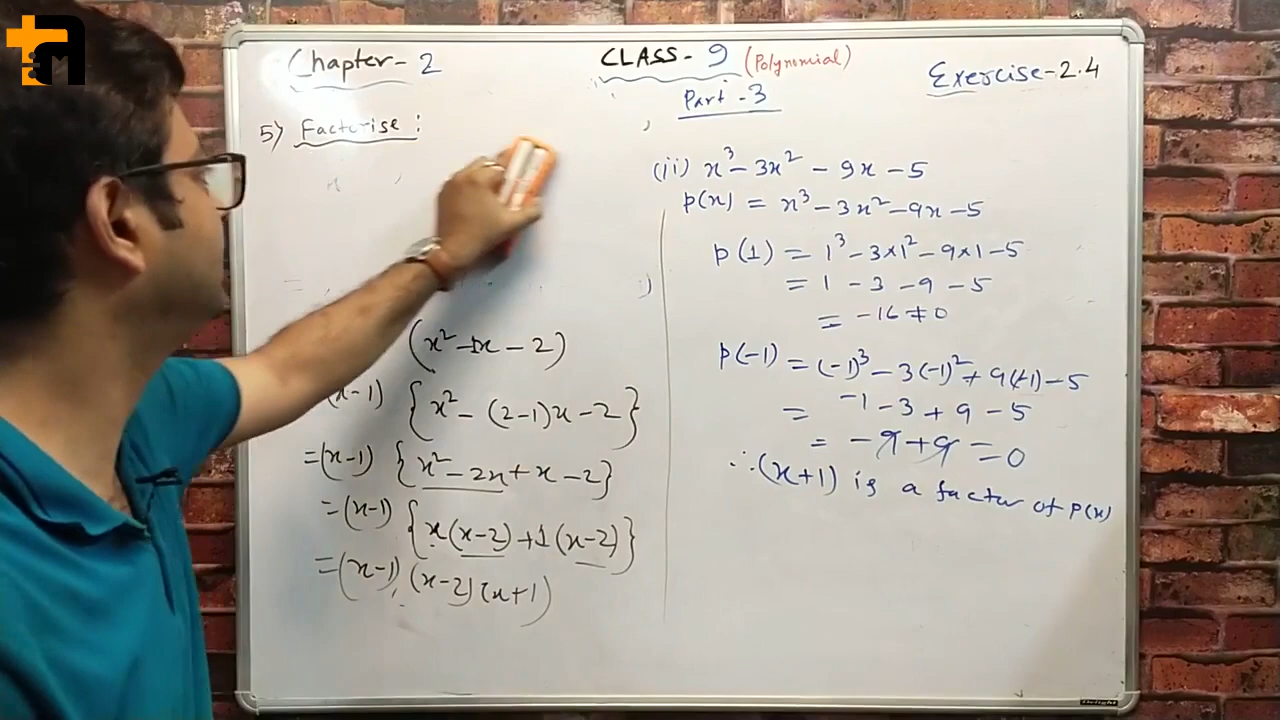 Chapter-2
CLASS-9 (Polynomial)
Part-3
Exercise-2.4
5) Factorise:
(x²-1x-2)
(x-1) {x²-(2-1)x-2}
=(x-1) {x²-2x+x-2}
=(x-1) {x(x-2)+1(x-2)}
=(x-1)(x-2)(x+1)
(ii) x³-3x²-9x-5
p(x) = x³-3x²-9x-5
p(1) = 1³-3×1²-9×1-5
= 1-3-9-5
= -16≠0
p(-1) = (-1)³-3(-1)²+9(-1)-5
= -1-3+9-5
= -9+9=0
∴(x+1) is a factor of P(x)